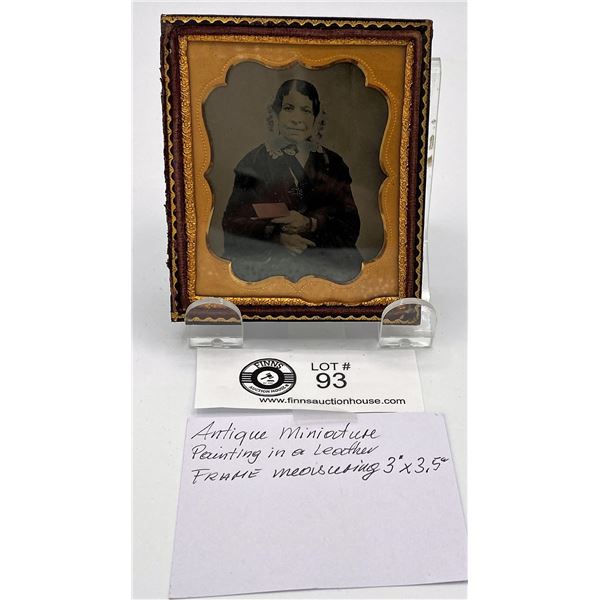 FINNS
AUCTION HOUSE
LOT #
93
www.finnsauctionhouse.com
Antique Miniature
Painting in a Leather
FRAME measuring 3" x 3,5"